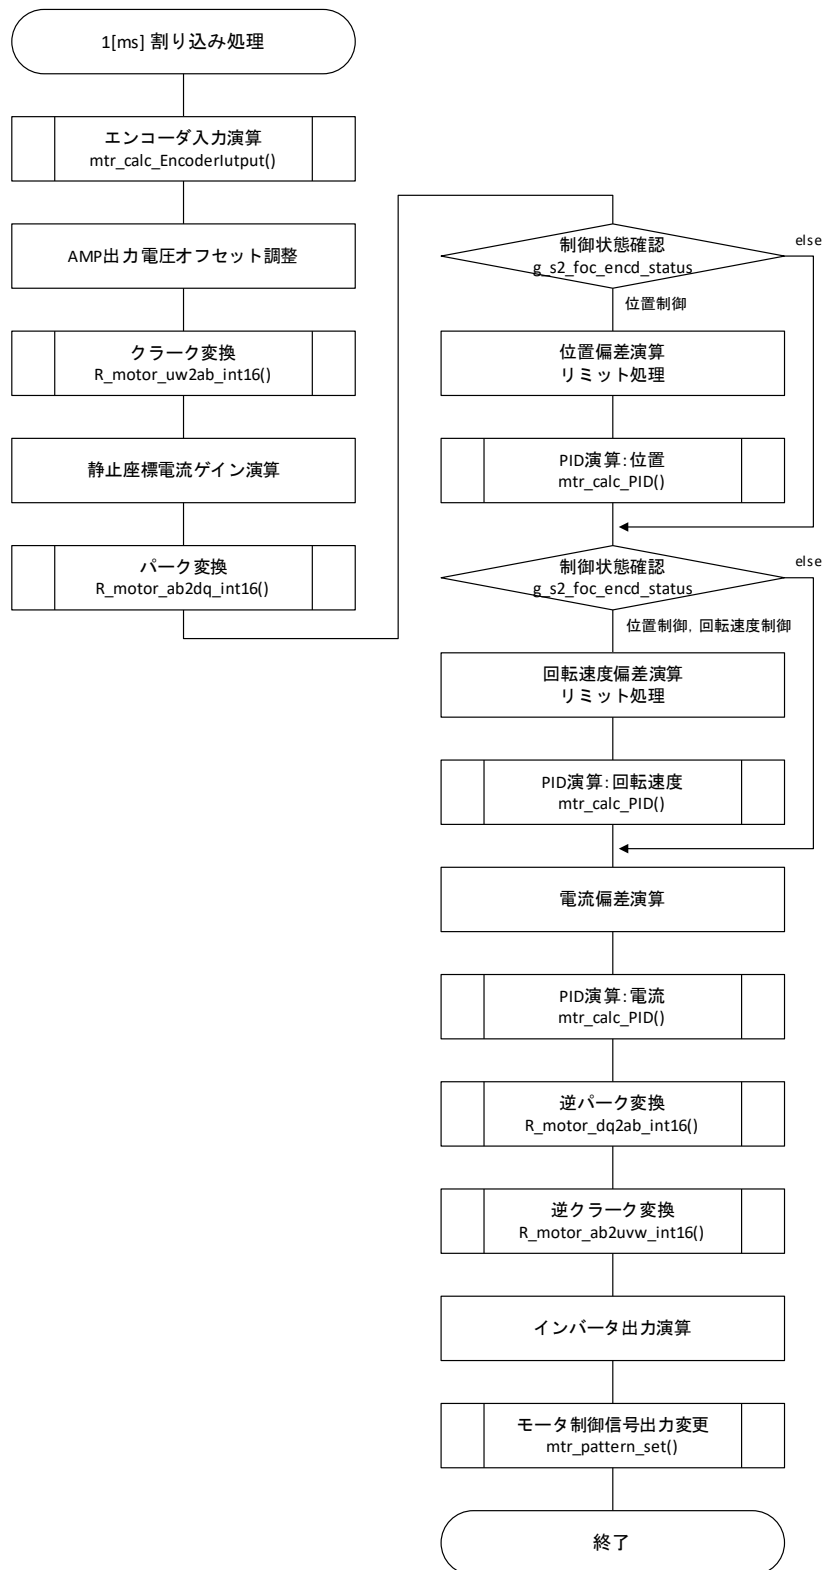 1[ms] 割り込み処理
エンコーダ入力演算
mtr_calc_EncoderIutput()
AMP出力電圧オフセット調整
クラーク変換
R_motor_uw2ab_int16()
静止座標電流ゲイン演算
パーク変換
R_motor_ab2dq_int16()
制御状態確認
g_s2_foc_encd_status
else
位置制御
位置偏差演算
リミット処理
PID演算:位置
mtr_calc_PID()
制御状態確認
g_s2_foc_encd_status
else
位置制御, 回転速度制御
回転速度偏差演算
リミット処理
PID演算:回転速度
mtr_calc_PID()
電流偏差演算
PID演算:電流
mtr_calc_PID()
逆パーク変換
R_motor_dq2ab_int16()
逆クラーク変換
R_motor_ab2uvw_int16()
インバータ出力演算
モータ制御信号出力変更
mtr_pattern_set()
終了